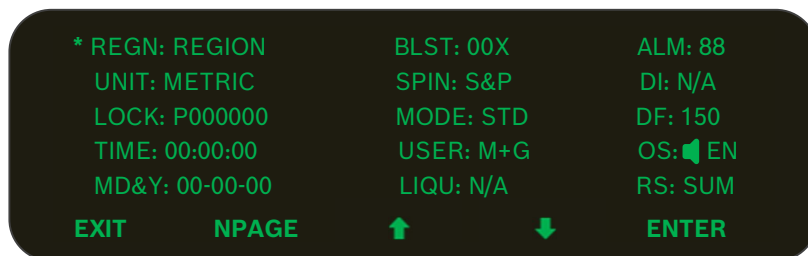 * REGN: REGION BLST: 00X ALM: 88
UNIT: METRIC SPIN: S&P DI: N/A
LOCK: P000000 MODE: STD DF: 150
TIME: 00:00:00 USER: M+G OS: EN
MD&Y: 00-00-00 LIQU: N/A RS: SUM
EXIT NPAGE ENTER